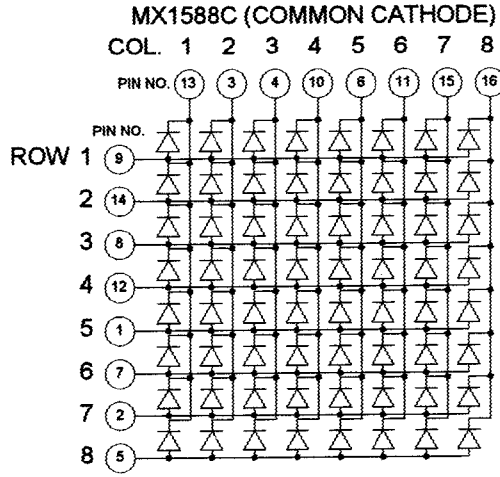 MX1588C (COMMON CATHODE)
COL. 1 2 3 4 5 6 7 8
PIN NO. 13 3 4 10 6 11 15 16
PIN NO.
ROW 1 9
2 14
3 8
4 12
5 1
6 7
7 2
8 5